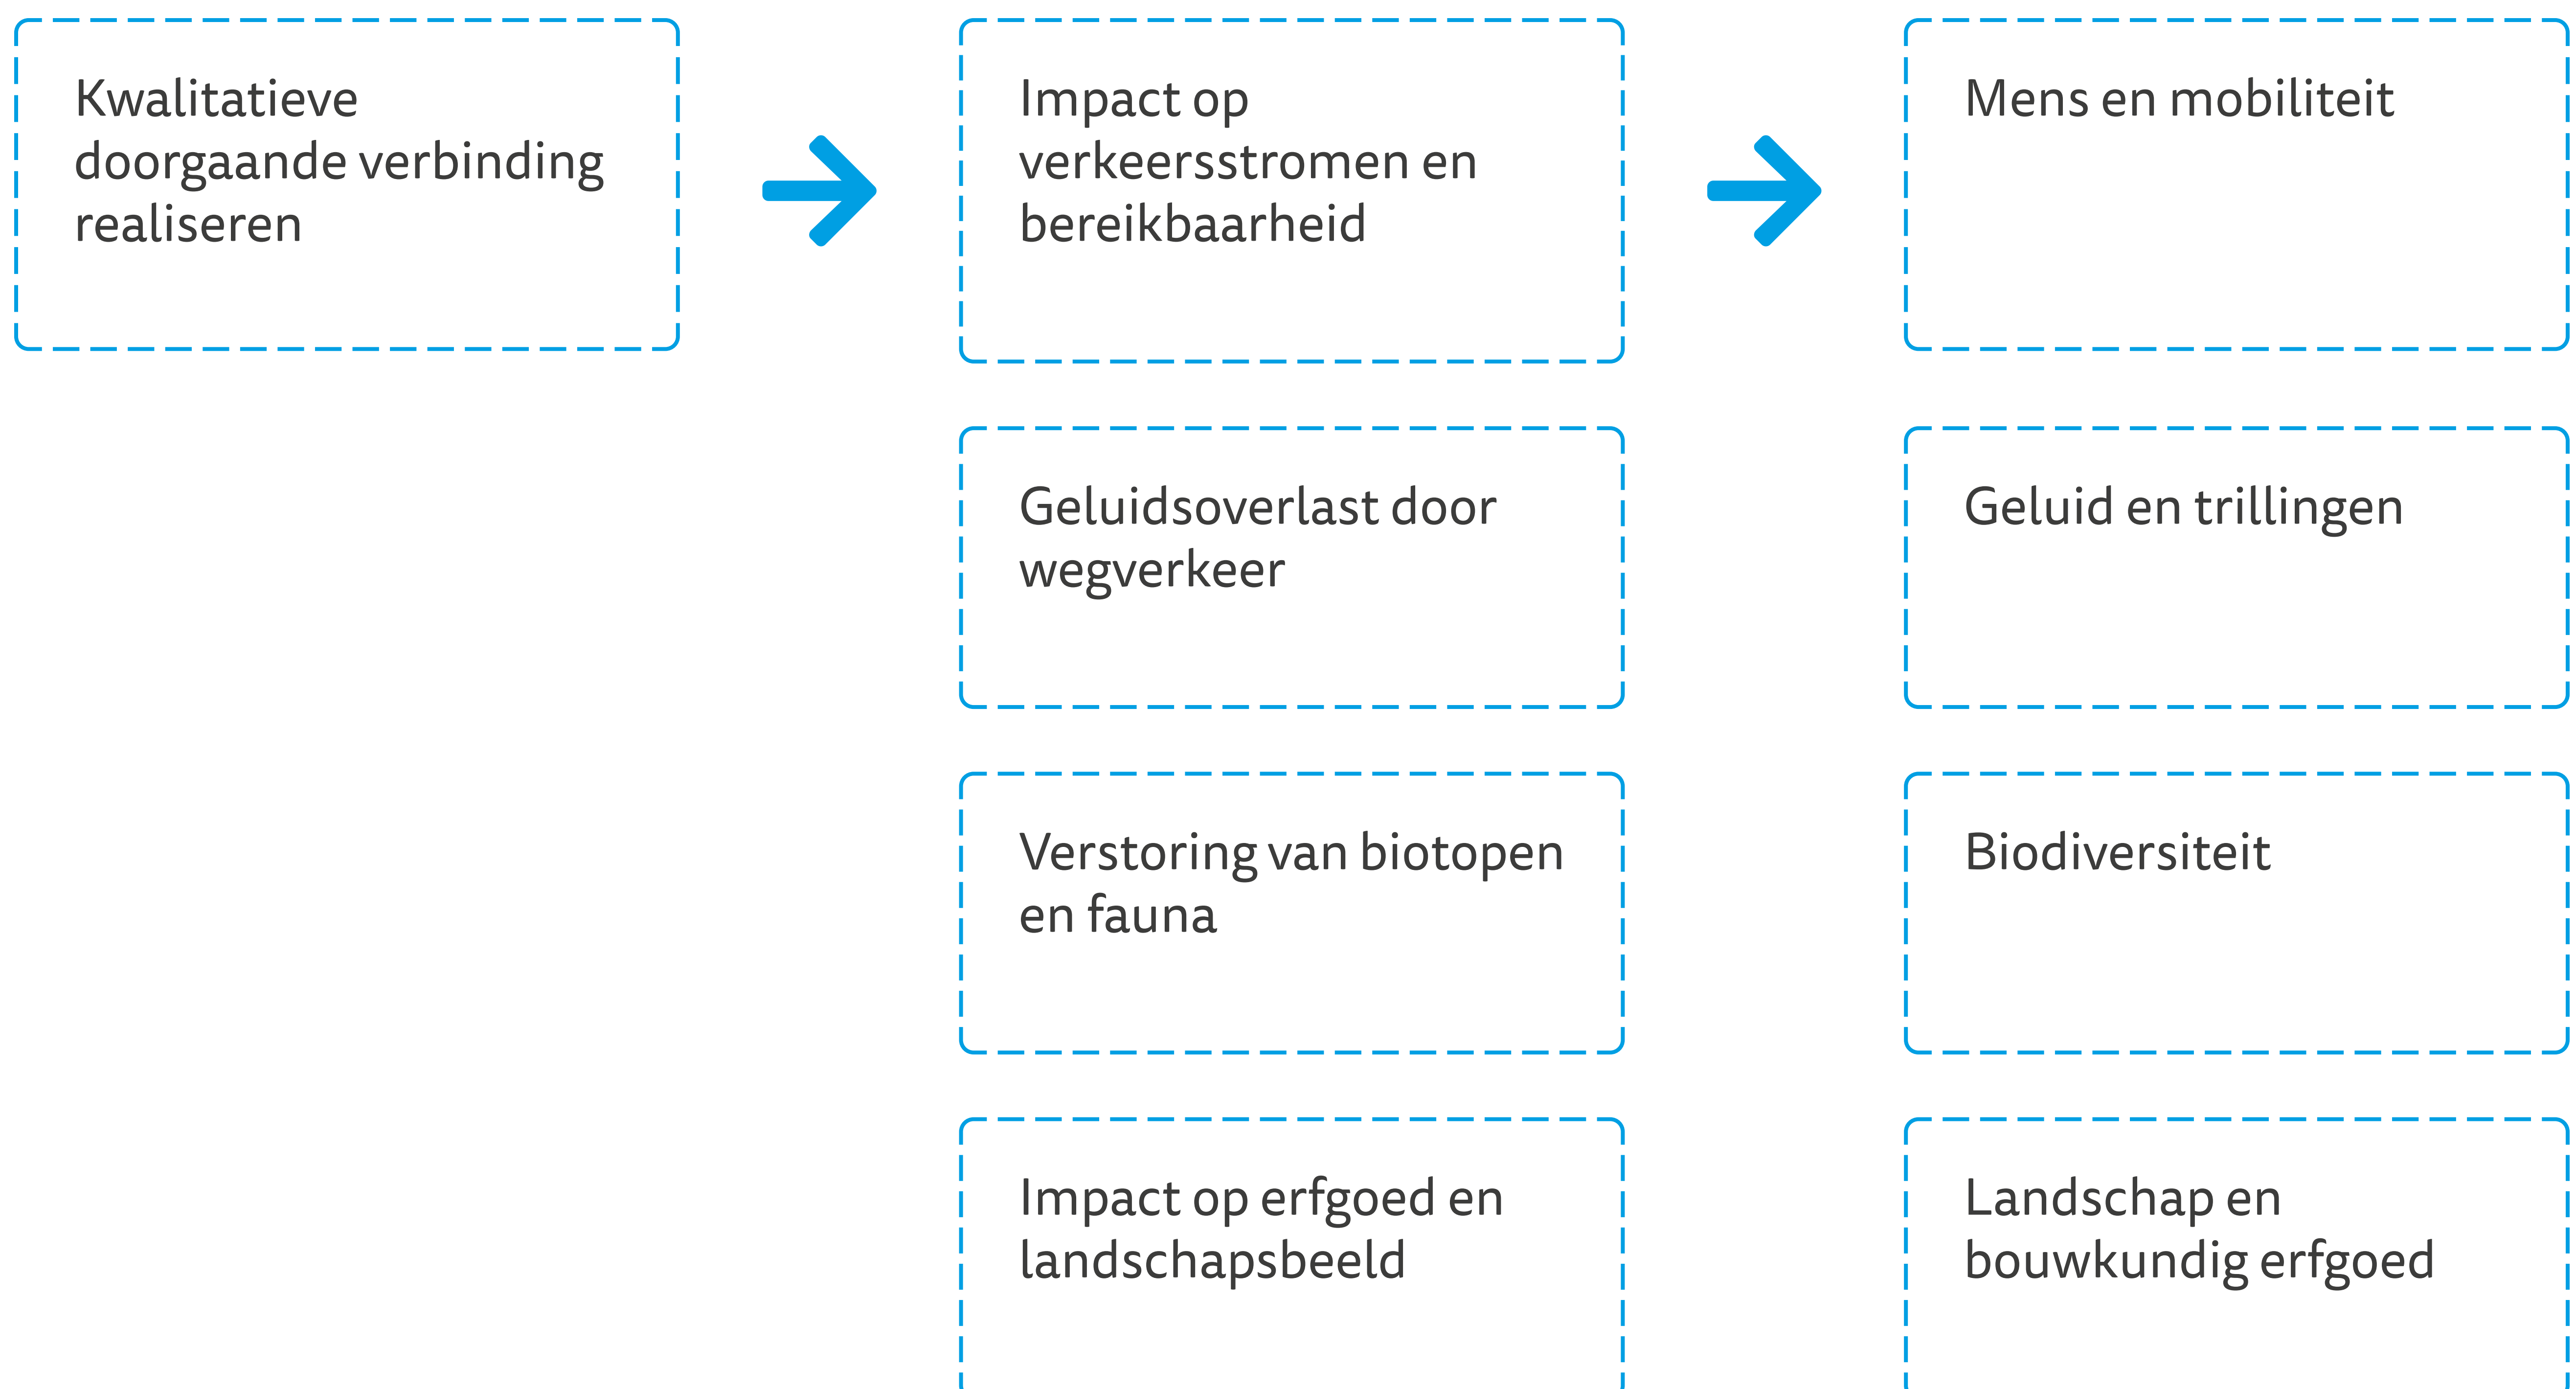 Kwalitatieve
doorgaande verbinding
realiseren
Impact op
verkeersstromen en
bereikbaarheid
Mens en mobiliteit
Geluidsoverlast door
wegverkeer
Geluid en trillingen
Verstoring van biotopen
en fauna
Biodiversiteit
Impact op erfgoed en
landschapsbeeld
Landschap en
bouwkundig erfgoed